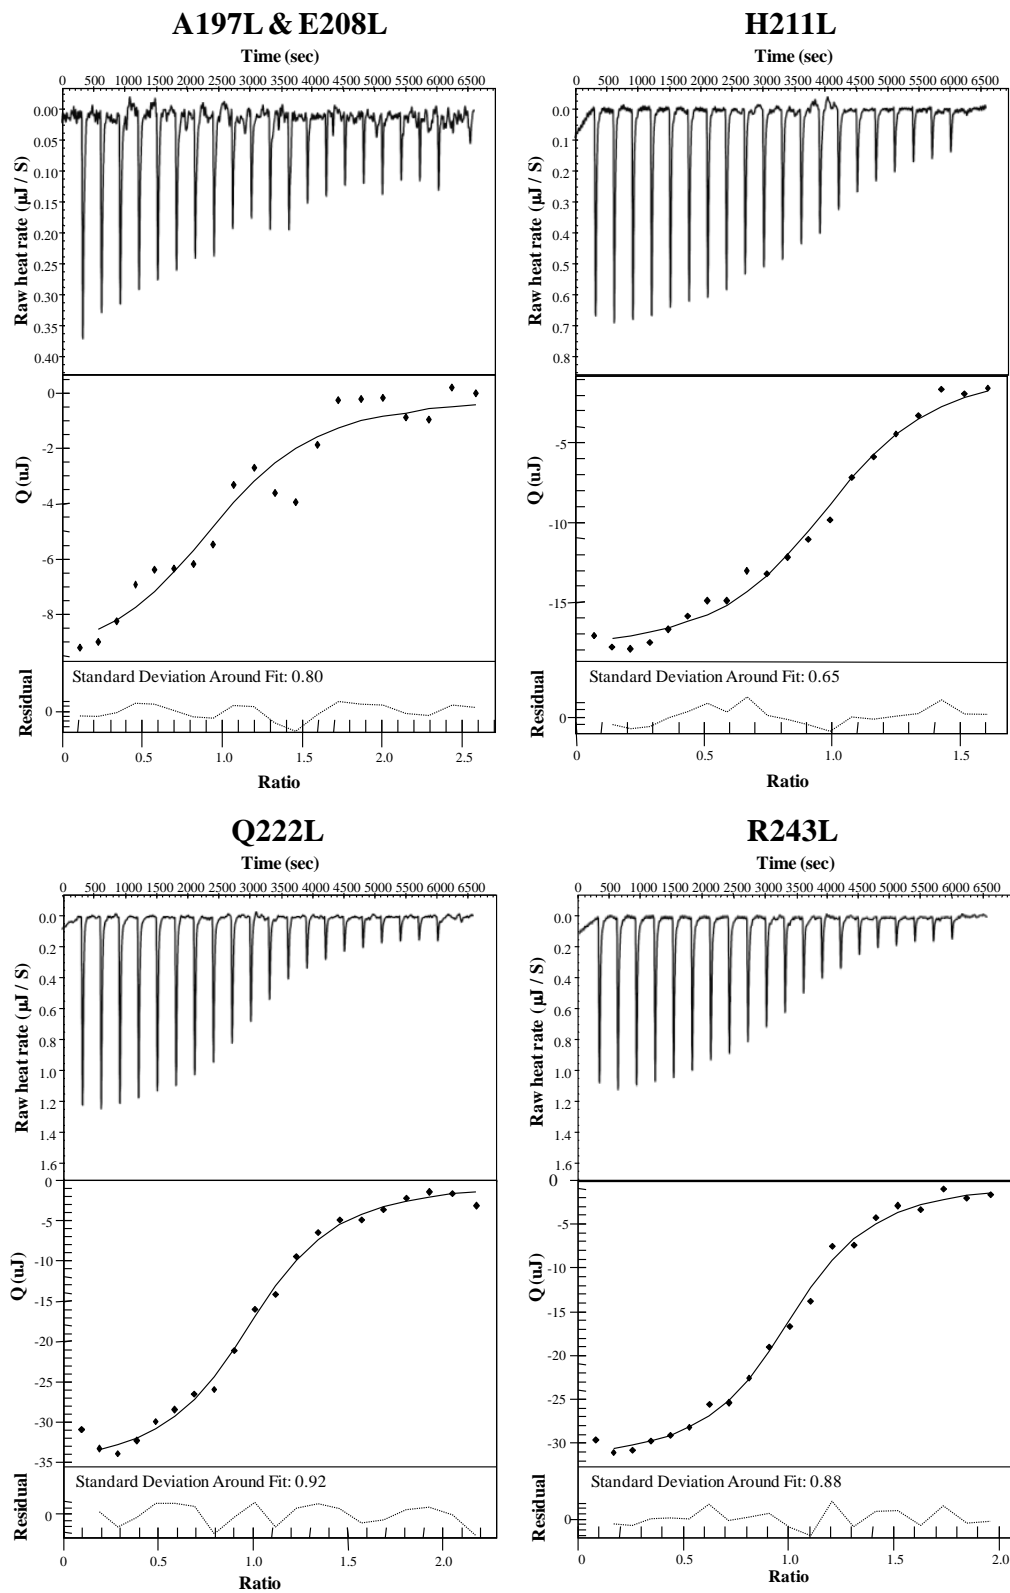 A197L & E208L
Time (sec)
0 500 1000 1500 2000 2500 3000 3500 4000 4500 5000 5500 6000 6500
Raw heat rate (µJ / S)
0.00
0.05
0.10
0.15
0.20
0.25
0.30
0.35
0.40
Q (uJ)
0
-2
-4
-6
-8
Standard Deviation Around Fit: 0.80
Residual
0
0 0.5 1.0 1.5 2.0 2.5
Ratio
H211L
Time (sec)
0 500 1000 1500 2000 2500 3000 3500 4000 4500 5000 5500 6000 6500
Raw heat rate (µJ / S)
0.0
0.1
0.2
0.3
0.4
0.5
0.6
0.7
0.8
Q (uJ)
-5
-10
-15
Standard Deviation Around Fit: 0.65
Residual
0
0 0.5 1.0 1.5
Ratio
Q222L
Time (sec)
0 500 1000 1500 2000 2500 3000 3500 4000 4500 5000 5500 6000 6500
Raw heat rate (µJ / S)
0.0
0.2
0.4
0.6
0.8
1.0
1.2
1.4
1.6
Q (uJ)
0
-5
-10
-15
-20
-25
-30
-35
Standard Deviation Around Fit: 0.92
Residual
0
0 0.5 1.0 1.5 2.0
Ratio
R243L
Time (sec)
0 500 1000 1500 2000 2500 3000 3500 4000 4500 5000 5500 6000 6500
Raw heat rate (µJ / S)
0.0
0.2
0.4
0.6
0.8
1.0
1.2
1.4
1.6
Q (uJ)
0
-5
-10
-15
-20
-25
-30
Standard Deviation Around Fit: 0.88
Residual
0
0 0.5 1.0 1.5 2.0
Ratio